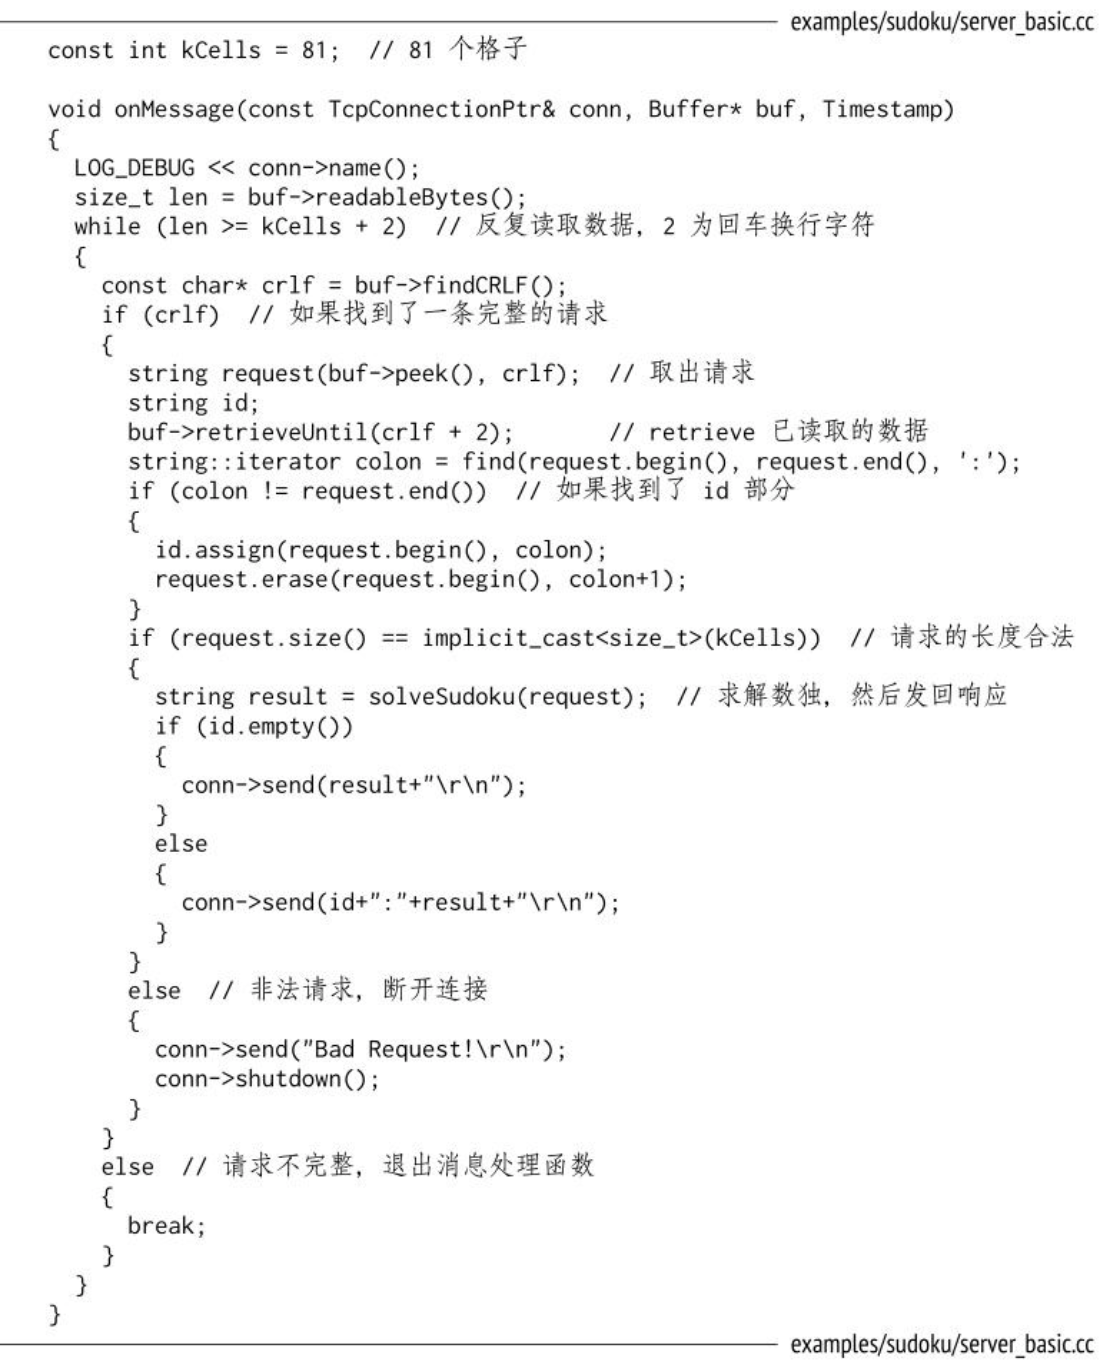 examples/sudoku/server_basic.cc
const int kCells = 81;  // 81 个格子

void onMessage(const TcpConnectionPtr& conn, Buffer* buf, Timestamp)
{
  LOG_DEBUG << conn->name();
  size_t len = buf->readableBytes();
  while (len >= kCells + 2)  // 反复读取数据, 2 为回车换行字符
  {
    const char* crlf = buf->findCRLF();
    if (crlf)  // 如果找到了一条完整的请求
    {
      string request(buf->peek(), crlf);  // 取出请求
      string id;
      buf->retrieveUntil(crlf + 2);       // retrieve 已读取的数据
      string::iterator colon = find(request.begin(), request.end(), ':');
      if (colon != request.end())  // 如果找到了 id 部分
      {
        id.assign(request.begin(), colon);
        request.erase(request.begin(), colon+1);
      }
      if (request.size() == implicit_cast<size_t>(kCells))  // 请求的长度合法
      {
        string result = solveSudoku(request);  // 求解数独, 然后发回响应
        if (id.empty())
        {
          conn->send(result+"\r\n");
        }
        else
        {
          conn->send(id+":"+result+"\r\n");
        }
      }
      else  // 非法请求, 断开连接
      {
        conn->send("Bad Request!\r\n");
        conn->shutdown();
      }
    }
    else  // 请求不完整, 退出消息处理函数
    {
      break;
    }
  }
}
examples/sudoku/server_basic.cc